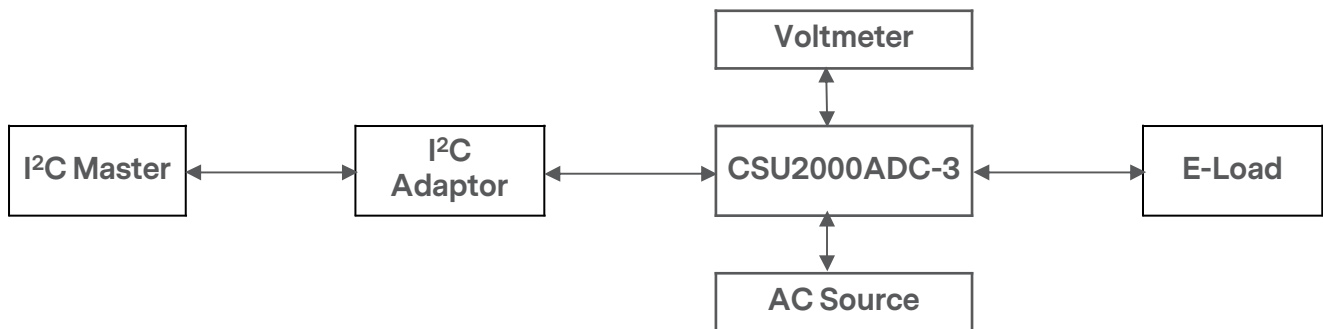 Voltmeter
I²C Master
I²C
Adaptor
CSU2000ADC-3
E-Load
AC Source